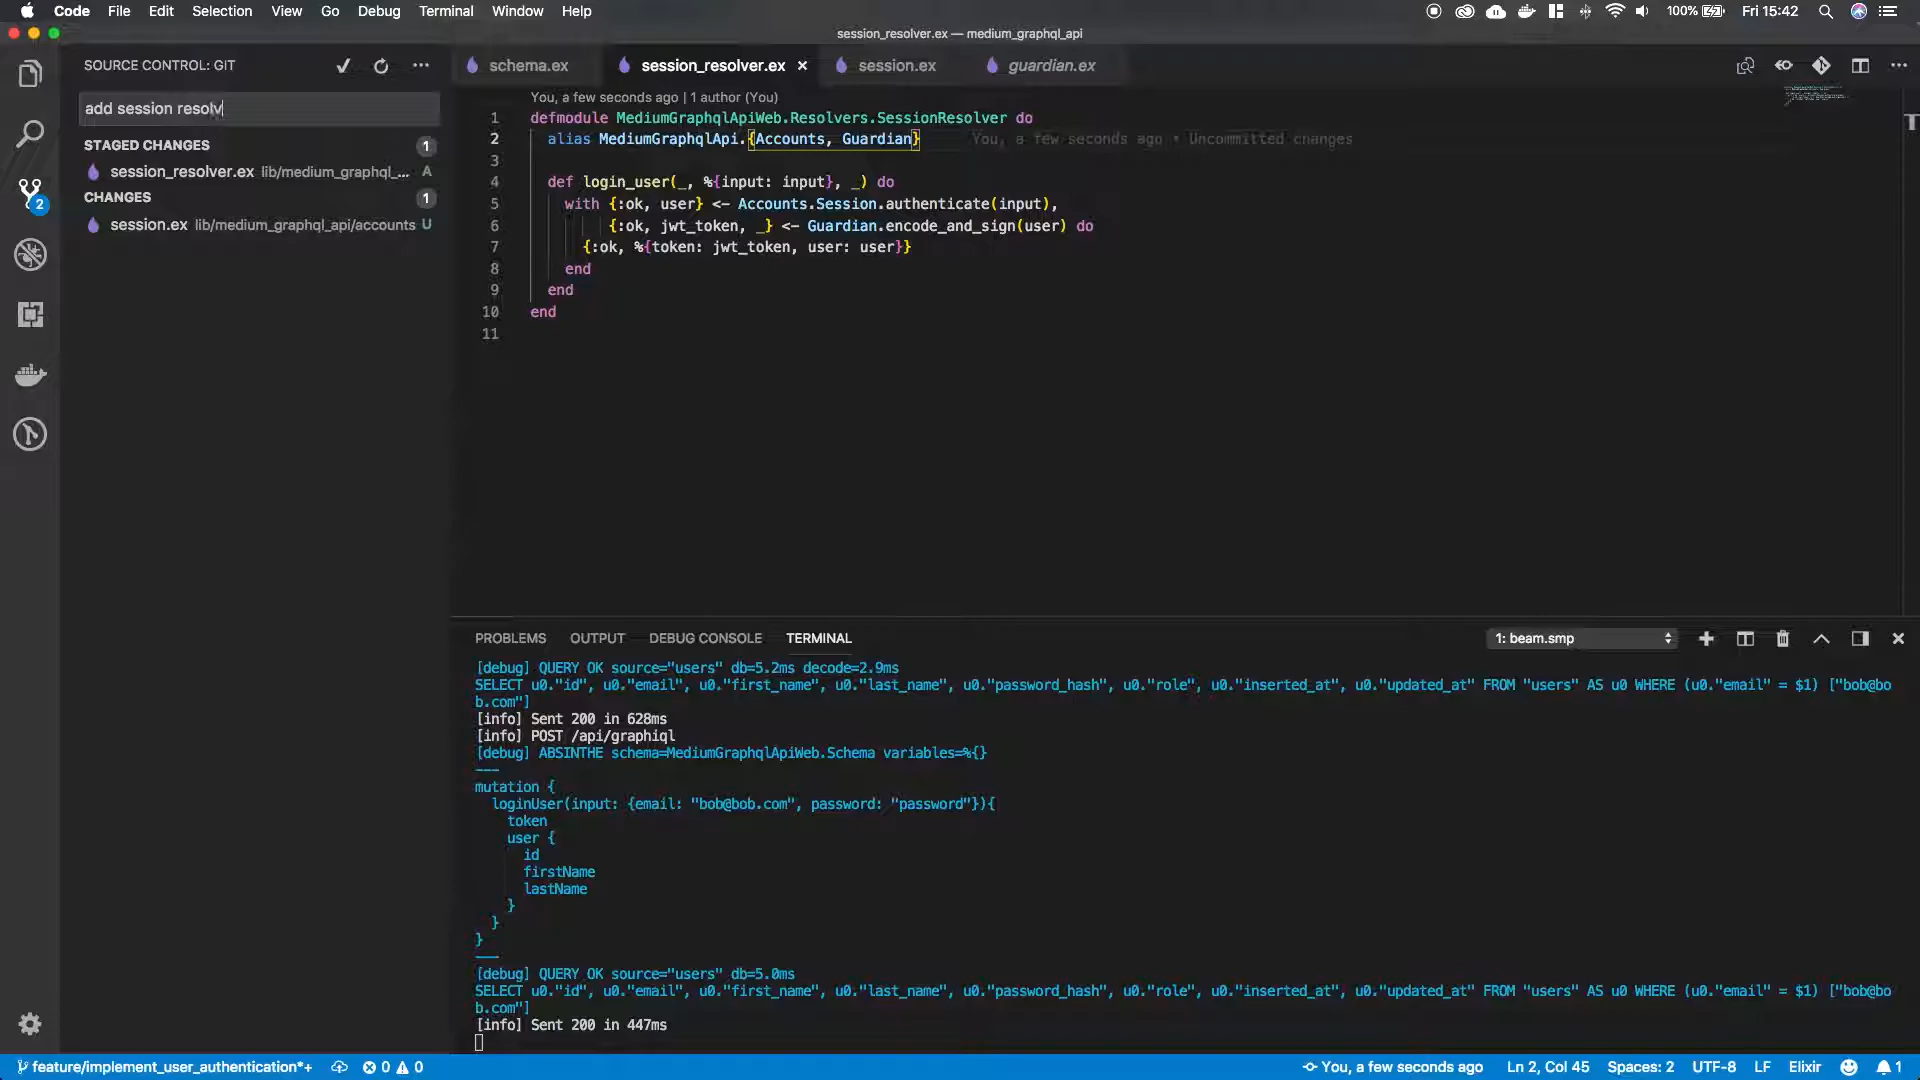 Code File Edit Selection View Go Debug Terminal Window Help
100% Fri 15:42
session_resolver.ex — medium_graphql_api
SOURCE CONTROL: GIT
add session resolv
STAGED CHANGES 1
session_resolver.ex lib/medium_graphql_... A
CHANGES 1
session.ex lib/medium_graphql_api/accounts U
2
schema.ex session_resolver.ex session.ex guardian.ex
You, a few seconds ago | 1 author (You)
1 defmodule MediumGraphqlApiWeb.Resolvers.SessionResolver do
2 alias MediumGraphqlApi.{Accounts, Guardian} You, a few seconds ago • Uncommitted changes
3
4 def login_user(_, %{input: input}, _) do
5 with {:ok, user} <- Accounts.Session.authenticate(input),
6 {:ok, jwt_token, _} <- Guardian.encode_and_sign(user) do
7 {:ok, %{token: jwt_token, user: user}}
8 end
9 end
10 end
11
PROBLEMS OUTPUT DEBUG CONSOLE TERMINAL
1: beam.smp
[debug] QUERY OK source="users" db=5.2ms decode=2.9ms
SELECT u0."id", u0."email", u0."first_name", u0."last_name", u0."password_hash", u0."role", u0."inserted_at", u0."updated_at" FROM "users" AS u0 WHERE (u0."email" = $1) ["bob@bo
b.com"]
[info] Sent 200 in 628ms
[info] POST /api/graphiql
[debug] ABSINTHE schema=MediumGraphqlApiWeb.Schema variables=%{}
---
mutation {
loginUser(input: {email: "bob@bob.com", password: "password"}){
token
user {
id
firstName
lastName
}
}
}
---
[debug] QUERY OK source="users" db=5.0ms
SELECT u0."id", u0."email", u0."first_name", u0."last_name", u0."password_hash", u0."role", u0."inserted_at", u0."updated_at" FROM "users" AS u0 WHERE (u0."email" = $1) ["bob@bo
b.com"]
[info] Sent 200 in 447ms
feature/implement_user_authentication*+ 0 0 You, a few seconds ago Ln 2, Col 45 Spaces: 2 UTF-8 LF Elixir 1